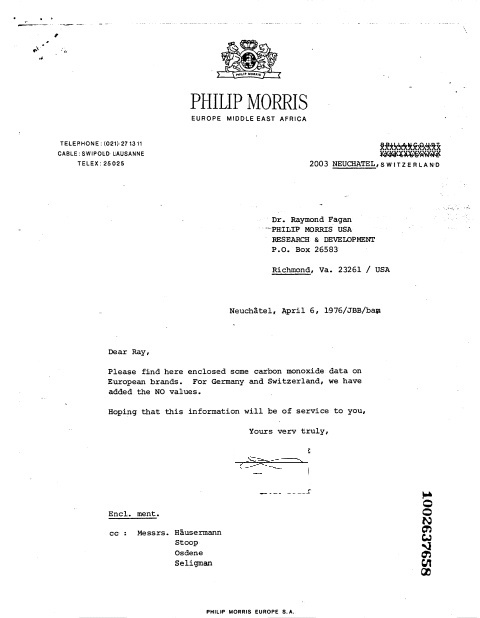 PHILIP MORRIS
PHILIP MORRIS
EUROPE MIDDLE EAST AFRICA
TELEPHONE: (021) 27 13 11
CABLE: SWIPOLD LAUSANNE
TELEX: 25025
BRILLANCOURT
1006 LAUSANNE
2003 NEUCHATEL, SWITZERLAND
Dr. Raymond Fagan
PHILIP MORRIS USA
RESEARCH & DEVELOPMENT
P.O. Box 26583
Richmond, Va. 23261 / USA
Neuchâtel, April 6, 1976/JBB/bam
Dear Ray,
Please find here enclosed some carbon monoxide data on
European brands. For Germany and Switzerland, we have
added the NO values.
Hoping that this information will be of service to you,
Yours very truly,
Encl. ment.
cc : Messrs. Häusermann
Stoop
Osdene
Seligman
1002637658
PHILIP MORRIS EUROPE S.A.